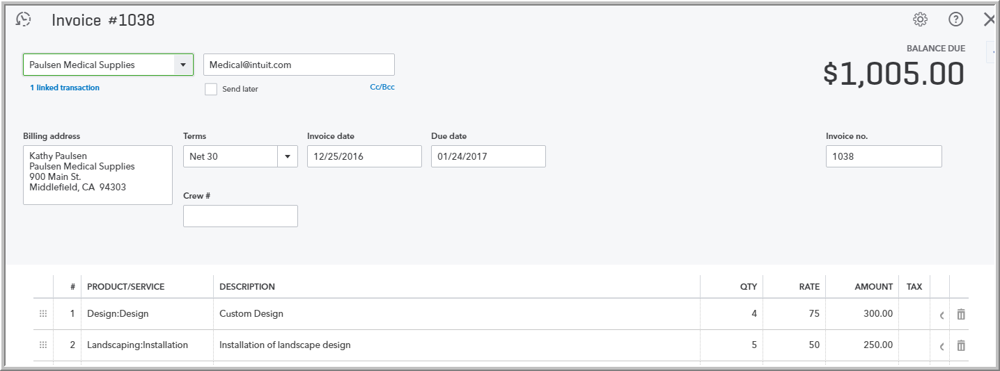 Invoice #1038
BALANCE DUE
$1,005.00
Paulsen Medical Supplies
Medical@intuit.com
1 linked transaction
Send later
Cc/Bcc
Billing address
Terms
Invoice date
Due date
Invoice no.
Kathy Paulsen
Paulsen Medical Supplies
900 Main St.
Middlefield, CA 94303
Net 30
12/25/2016
01/24/2017
1038
Crew #
# PRODUCT/SERVICE DESCRIPTION QTY RATE AMOUNT TAX
1 Design:Design Custom Design 4 75 300.00
2 Landscaping:Installation Installation of landscape design 5 50 250.00